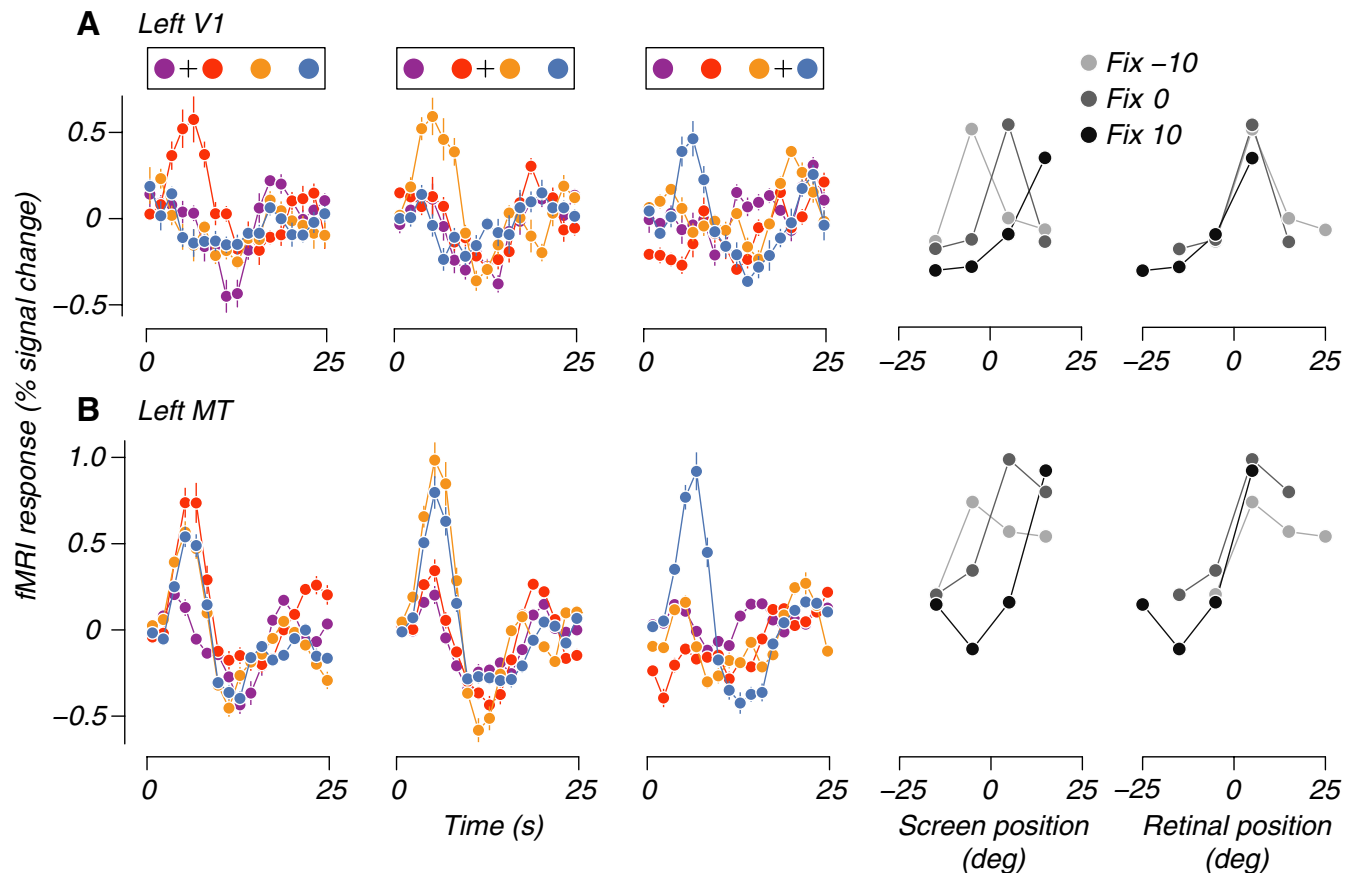 A Left V1
+ + +
Fix −10
Fix 0
Fix 10
0.5
0
−0.5
0 25 0 25 0 25 −25 0 25 −25 0 25
fMRI response (% signal change)
B Left MT
1.0
0.5
0
−0.5
0 25 0 25 0 25 −25 0 25 −25 0 25
Time (s)
Screen position
(deg)
Retinal position
(deg)